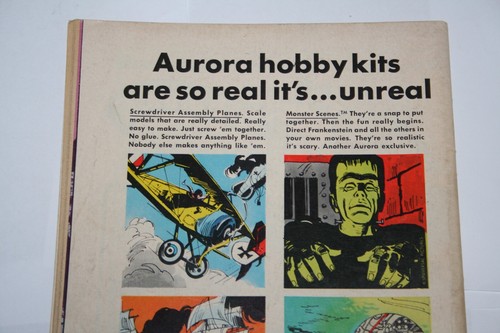 Aurora hobby kits
are so real it's...unreal
Screwdriver Assembly Planes. Scale
models that are really detailed. Really
easy to make. Just screw 'em together.
No glue. Screwdriver Assembly Planes.
Nobody else makes anything like 'em.
Monster Scenes.™ They're a snap to put
together. Then the fun really begins.
Direct Frankenstein and all the others in
your own movies. They're so realistic
it's scary. Another Aurora exclusive.